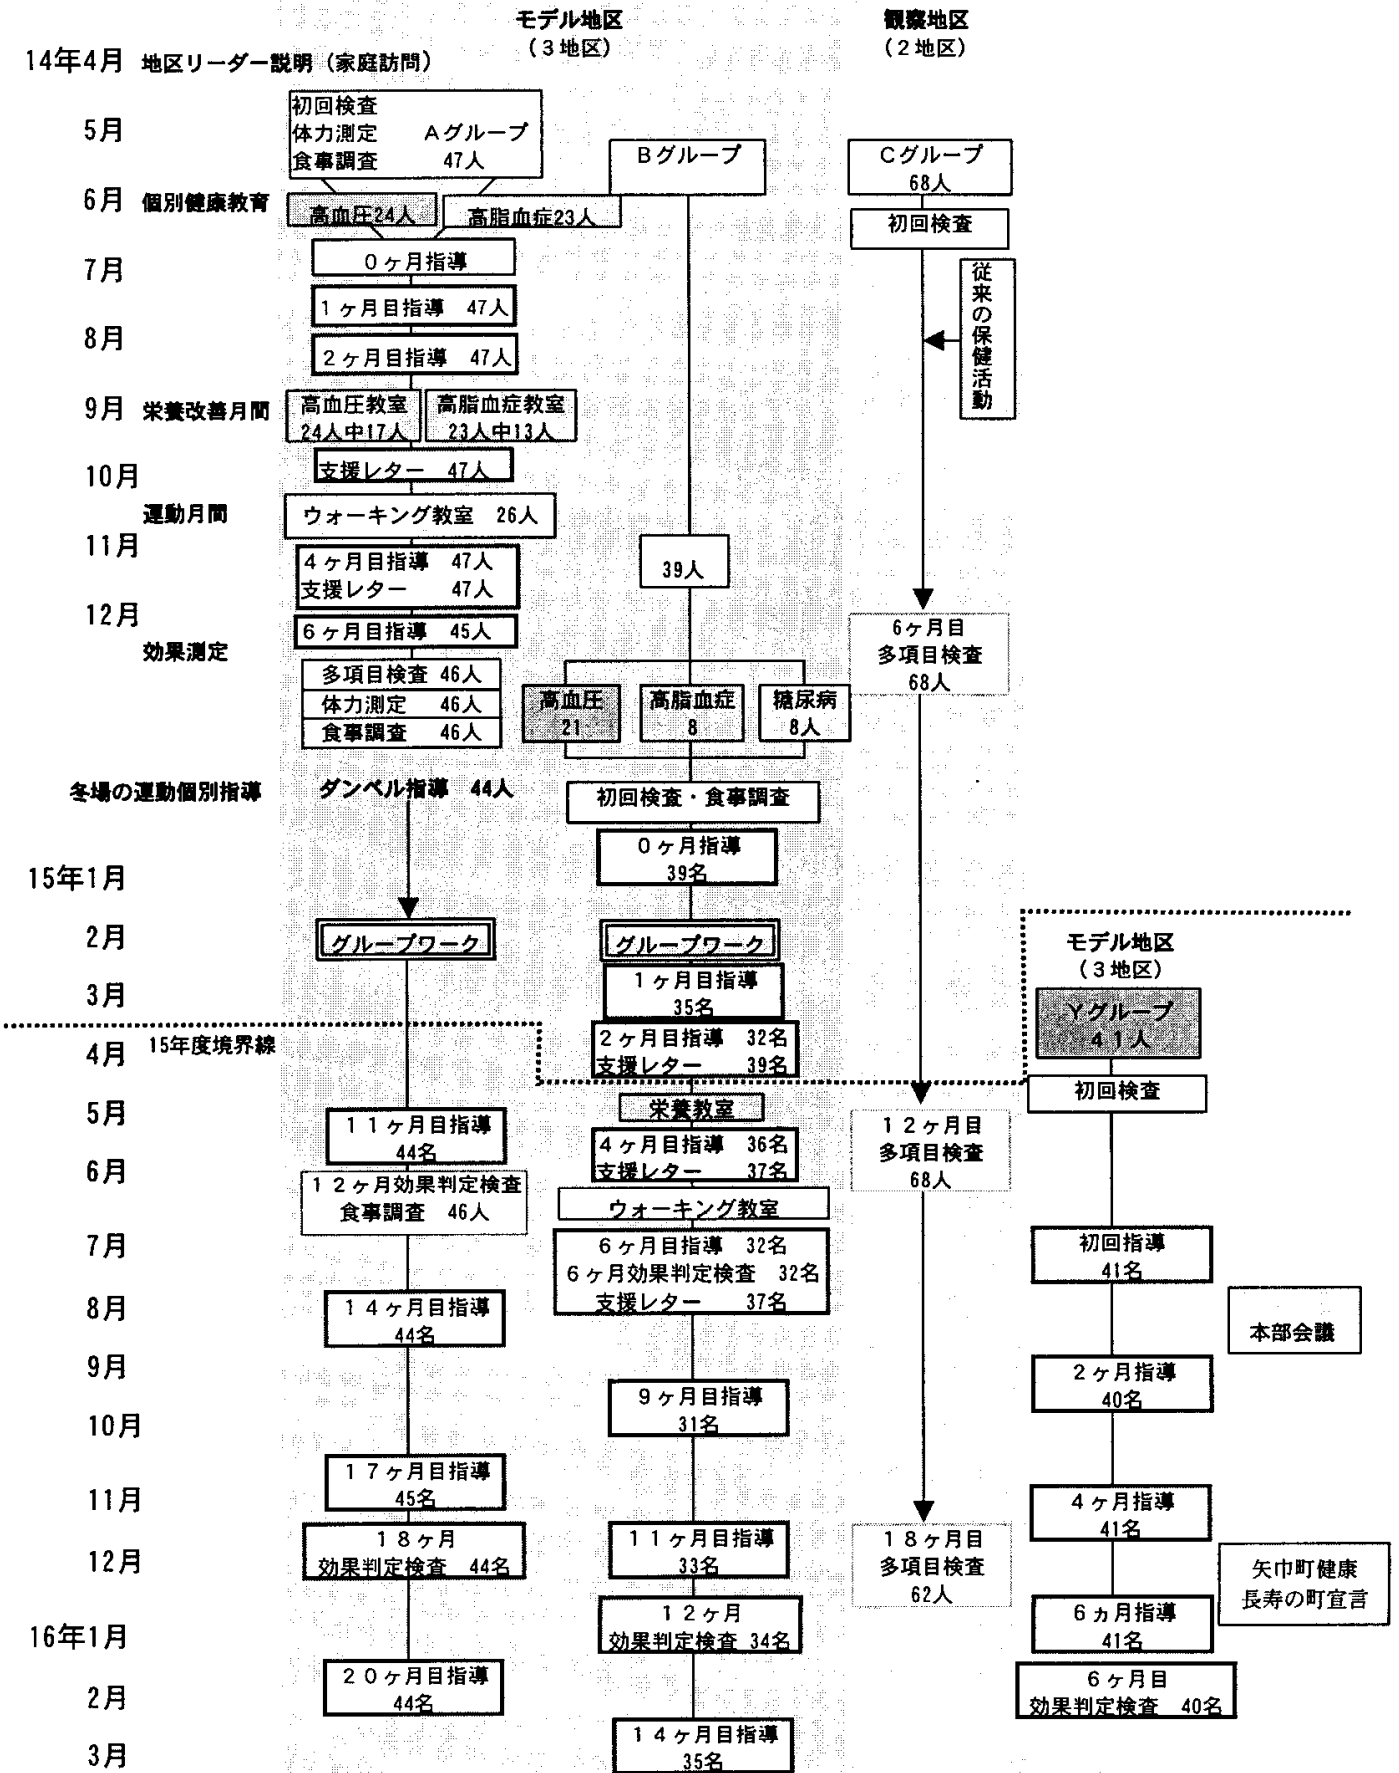 モデル地区
（３地区）
観察地区
（２地区）
14年4月 地区リーダー説明（家庭訪問）
5月
初回検査
体力測定 Ａグループ
食事調査 47人
Ｂグループ
Ｃグループ
68人
6月 個別健康教育
高血圧24人
高脂血症23人
初回検査
7月
０ヶ月指導
従来の保健活動
１ヶ月目指導 47人
8月
２ヶ月目指導 47人
9月 栄養改善月間
高血圧教室
24人中17人
高脂血症教室
23人中13人
10月
支援レター 47人
運動月間
ウォーキング教室 26人
11月
４ヶ月目指導 47人
支援レター 47人
39人
12月
６ヶ月目指導 45人
効果測定
多項目検査 46人
体力測定 46人
食事調査 46人
高血圧
21
高脂血症
8
糖尿病
8人
6ヶ月目
多項目検査
68人
冬場の運動個別指導
ダンベル指導 44人
初回検査・食事調査
０ヶ月指導
39名
15年1月
2月
グループワーク
グループワーク
3月
１ヶ月目指導
35名
モデル地区
（３地区）
Ｙグループ
４１人
4月 15年度境界線
２ヶ月目指導 32名
支援レター 39名
初回検査
5月
１１ヶ月目指導
44名
栄養教室
４ヶ月目指導 36名
支援レター 37名
１２ヶ月目
多項目検査
68人
6月
１２ヶ月効果判定検査
食事調査 46人
ウォーキング教室
7月
６ヶ月目指導 32名
６ヶ月効果判定検査 32名
支援レター 37名
初回指導
41名
8月
１４ヶ月目指導
44名
本部会議
9月
２ヶ月指導
40名
９ヶ月目指導
31名
10月
１７ヶ月目指導
45名
11月
４ヶ月指導
41名
12月
１８ヶ月
効果判定検査 44名
１１ヶ月目指導
33名
１８ヶ月目
多項目検査
62人
矢巾町健康
長寿の町宣言
16年1月
１２ヶ月
効果判定検査 34名
６ヵ月指導
41名
2月
２０ヶ月目指導
44名
６ヶ月目
効果判定検査 40名
3月
１４ヶ月目指導
35名